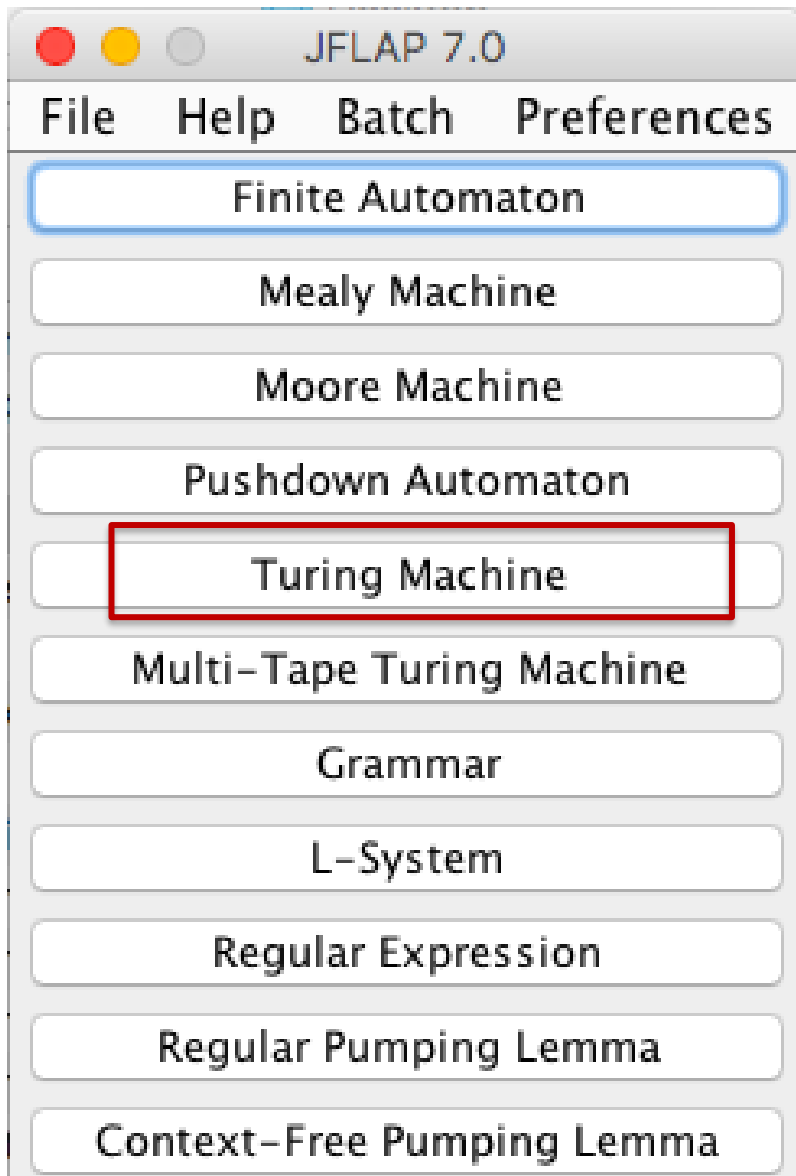 JFLAP 7.0
File Help Batch Preferences
Finite Automaton
Mealy Machine
Moore Machine
Pushdown Automaton
Turing Machine
Multi-Tape Turing Machine
Grammar
L-System
Regular Expression
Regular Pumping Lemma
Context-Free Pumping Lemma